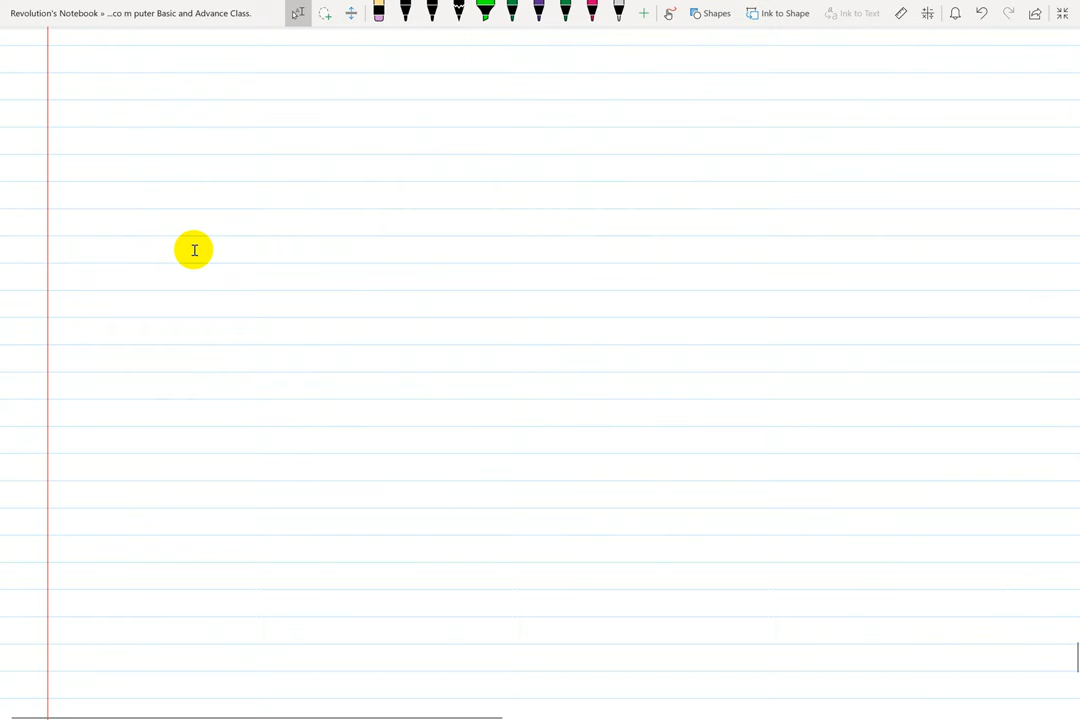 Revolution's Notebook » ...co m puter Basic and Advance Class.
Shapes
Ink to Shape
Ink to Text